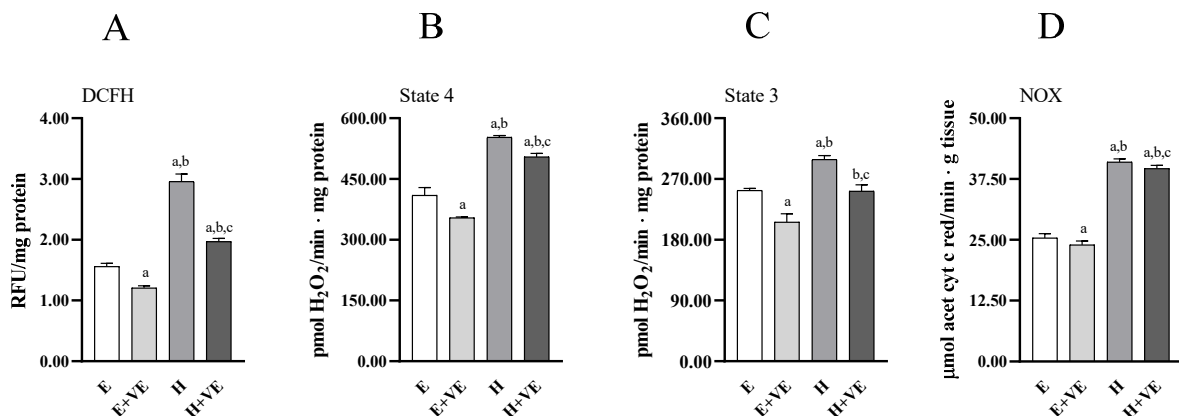 A
DCFH
RFU/mg protein
4.00
3.00
2.00
1.00
0.00
a
a,b
a,b,c
E
E+VE
H
H+VE
B
State 4
pmol H₂O₂/min · mg protein
600.00
450.00
300.00
150.00
0.00
a
a,b
a,b,c
E
E+VE
H
H+VE
C
State 3
pmol H₂O₂/min · mg protein
360.00
270.00
180.00
90.00
0.00
a
a,b
b,c
E
E+VE
H
H+VE
D
NOX
μmol acet cyt c red/min · g tissue
50.00
37.50
25.00
12.50
0.00
a
a,b
a,b,c
E
E+VE
H
H+VE